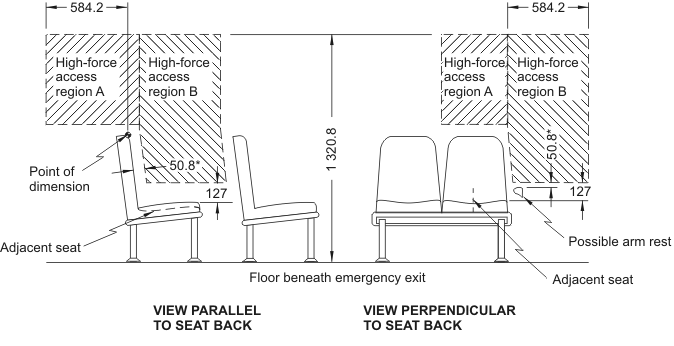 584.2
584.2
High-force
access
region A
High-force
access
region B
High-force
access
region A
High-force
access
region B
1 320.8
50.8*
50.8*
Point of
dimension
127
127
Adjacent seat
Possible arm rest
Floor beneath emergency exit
Adjacent seat
VIEW PARALLEL
TO SEAT BACK
VIEW PERPENDICULAR
TO SEAT BACK